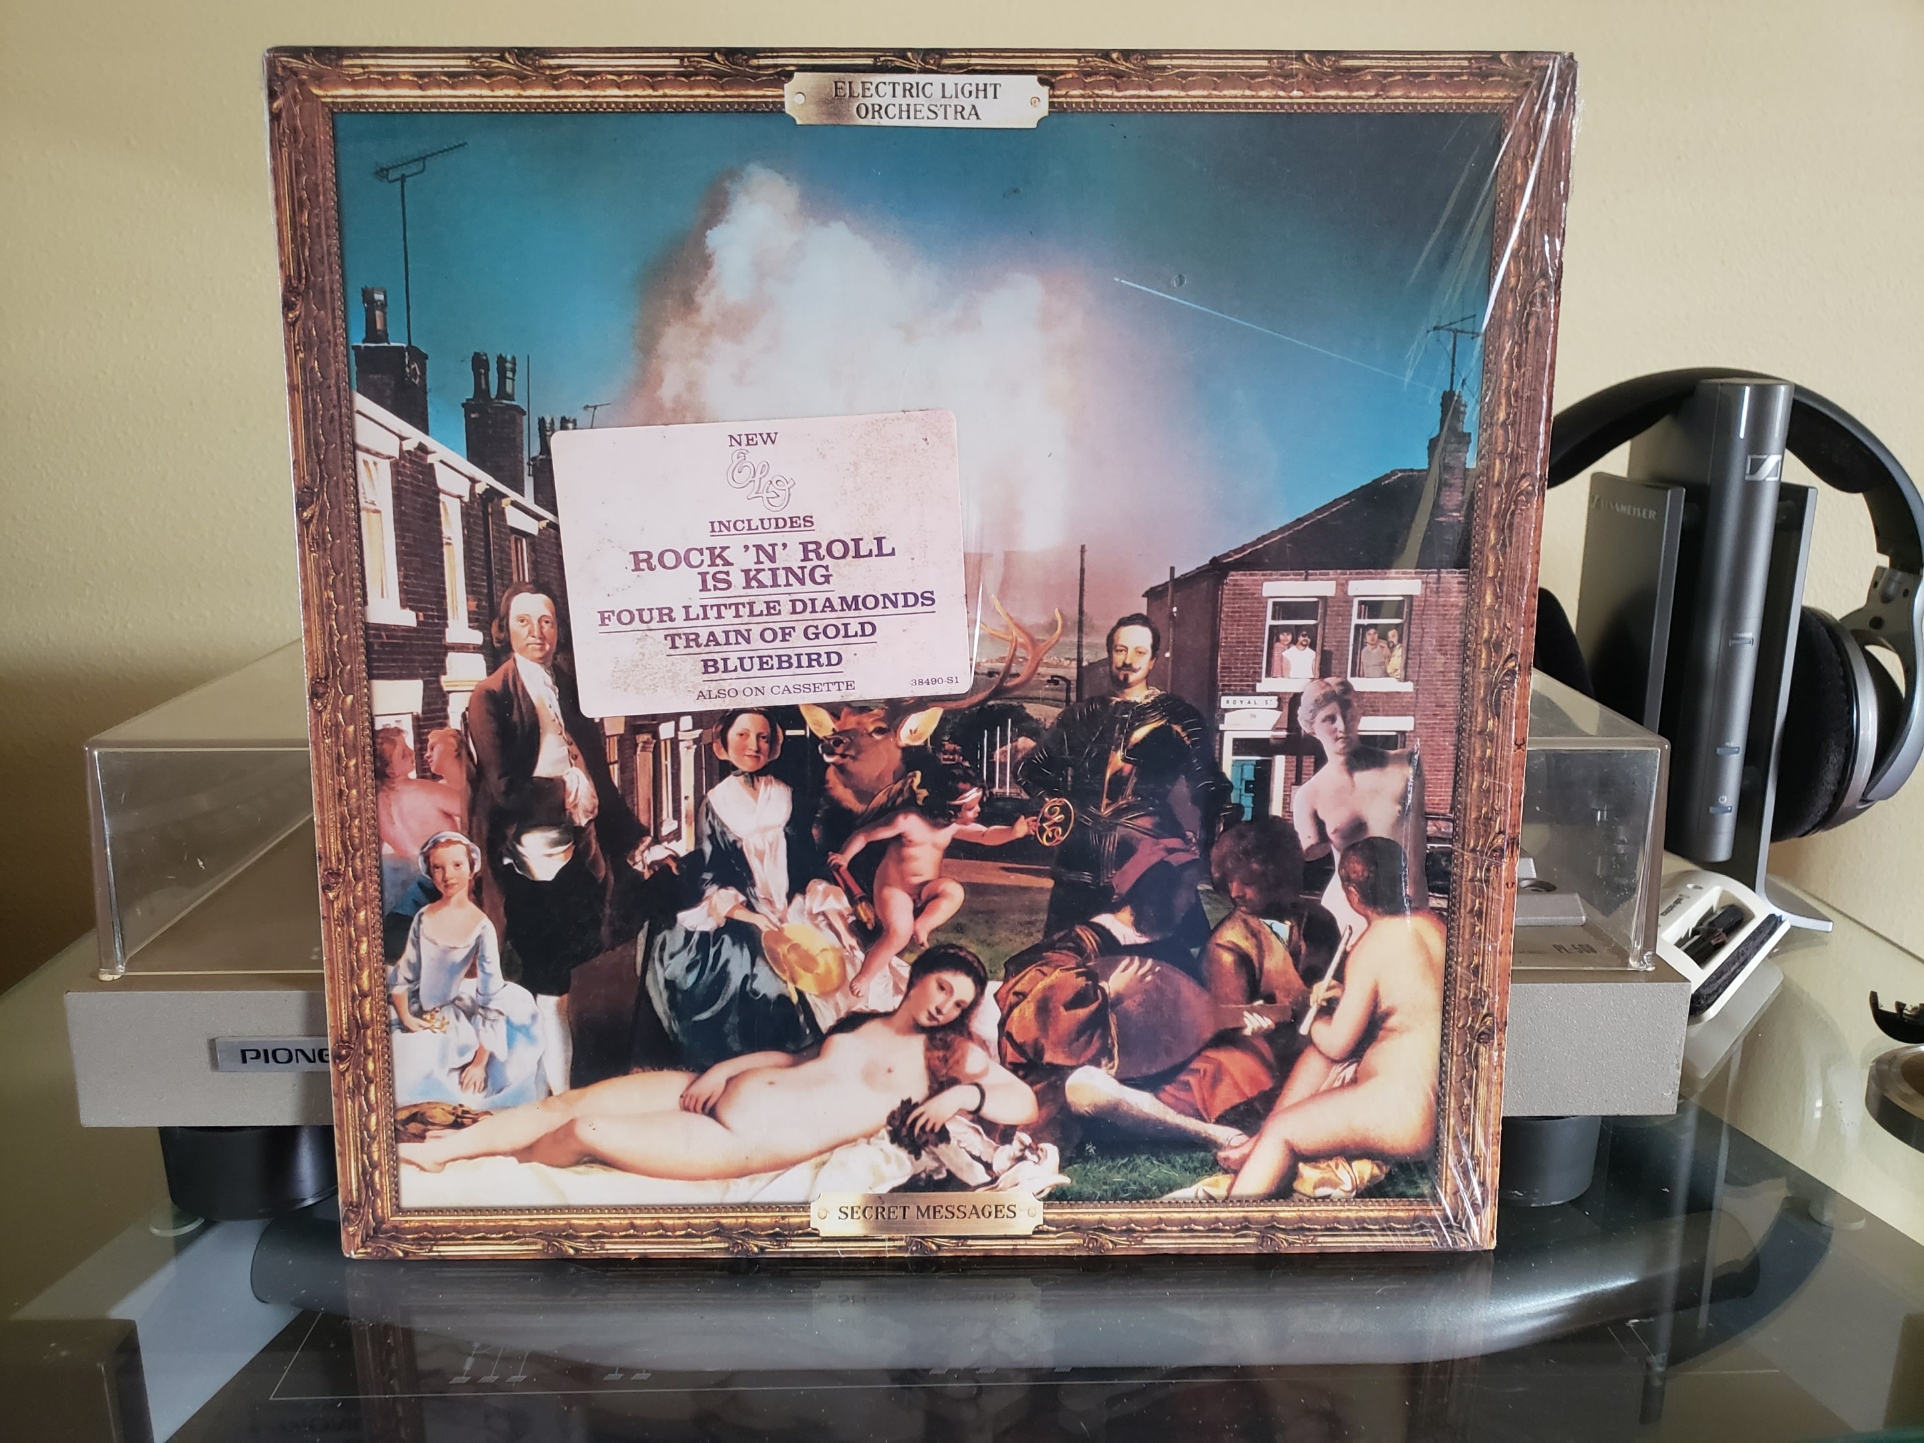 ELECTRIC LIGHT
ORCHESTRA
NEW
ELO
INCLUDES
ROCK 'N' ROLL
IS KING
FOUR LITTLE DIAMONDS
TRAIN OF GOLD
BLUEBIRD
ALSO ON CASSETTE
38490-S1
ROYAL ST
SENNHEISER
PIONE
SECRET MESSAGES